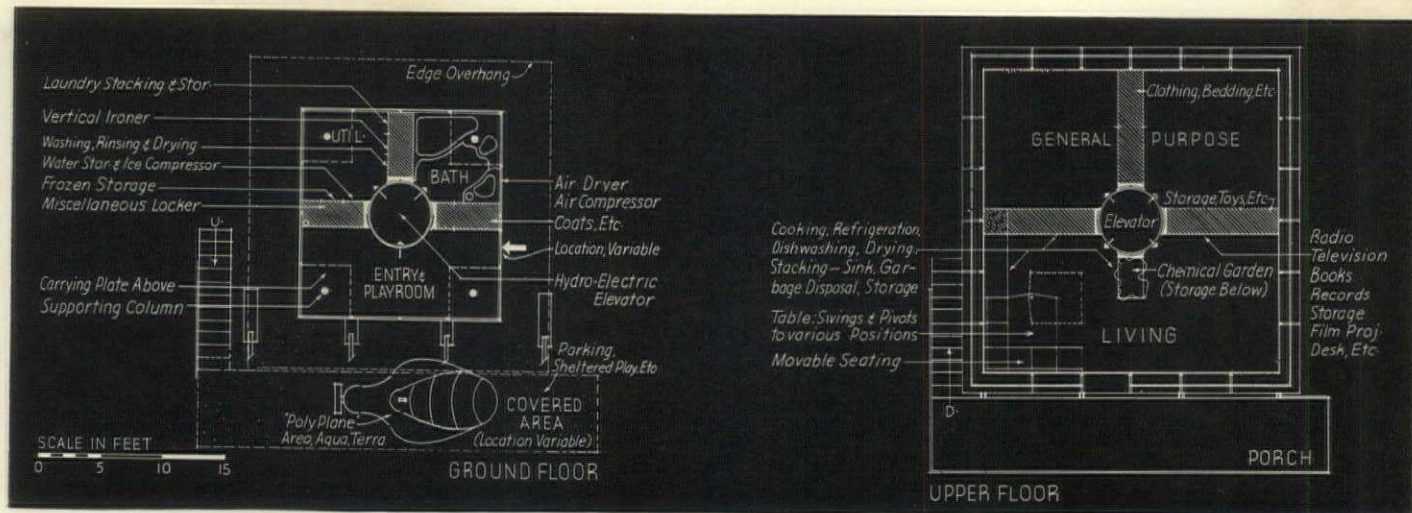 Edge Overhang
Laundry Stacking & Stor·
Vertical Ironer
Washing, Rinsing & Drying
Water Stor· & Ice Compressor
Frozen Storage
Miscellaneous Locker
U·
Carrying Plate Above
Supporting Column
UTIL·
BATH
ENTRY &
PLAYROOM
Air Dryer
Air Compressor
Coats, Etc·
Location, Variable
Hydro-Electric
Elevator
Parking,
Sheltered Play, Etc
"Poly Plane
Areo, Aqua, Terra
COVERED
AREA
(Location Variable)
SCALE IN FEET
0 5 10 15
GROUND FLOOR
Clothing, Bedding, Etc
GENERAL PURPOSE
Storage, Toys, Etc
Elevator
Cooking, Refrigeration,
Dishwashing, Drying,
Stacking — Sink, Gar-
bage Disposal, Storage
Table: Swings & Pivots
to various Positions
Movable Seating
Chemical Garden
(Storage Below)
LIVING
Radio
Television
Books
Records
Storage
Film Proj·
Desk, Etc
D·
PORCH
UPPER FLOOR